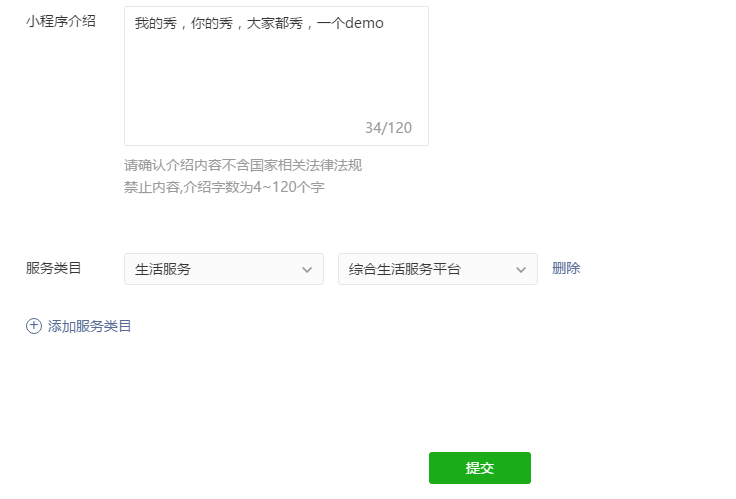 小程序介绍
我的秀，你的秀，大家都秀，一个demo
34/120
请确认介绍内容不含国家相关法律法规
禁止内容,介绍字数为4~120个字
服务类目 生活服务 综合生活服务平台 删除
添加服务类目
提交